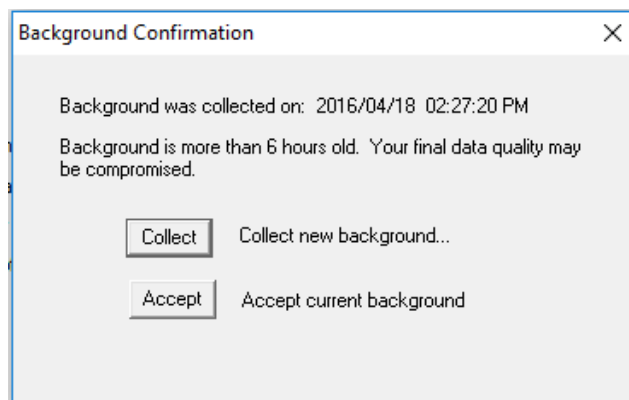 Background Confirmation
Background was collected on: 2016/04/18 02:27:20 PM
Background is more than 6 hours old. Your final data quality may
be compromised.
Collect Collect new background...
Accept Accept current background